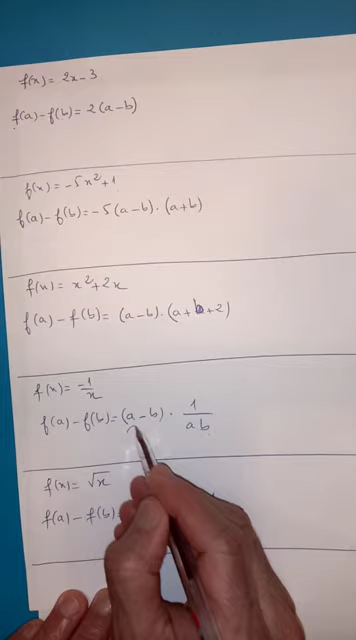 f(x) = 2x - 3
f(a) - f(b) = 2(a - b)
f(x) = -5x² + 1
f(a) - f(b) = -5(a - b) · (a + b)
f(x) = x² + 2x
f(a) - f(b) = (a - b) · (a + b + 2)
f(x) = -1/x
f(a) - f(b) = (a - b) · 1/ab
f(x) = √x
f(a) - f(b)